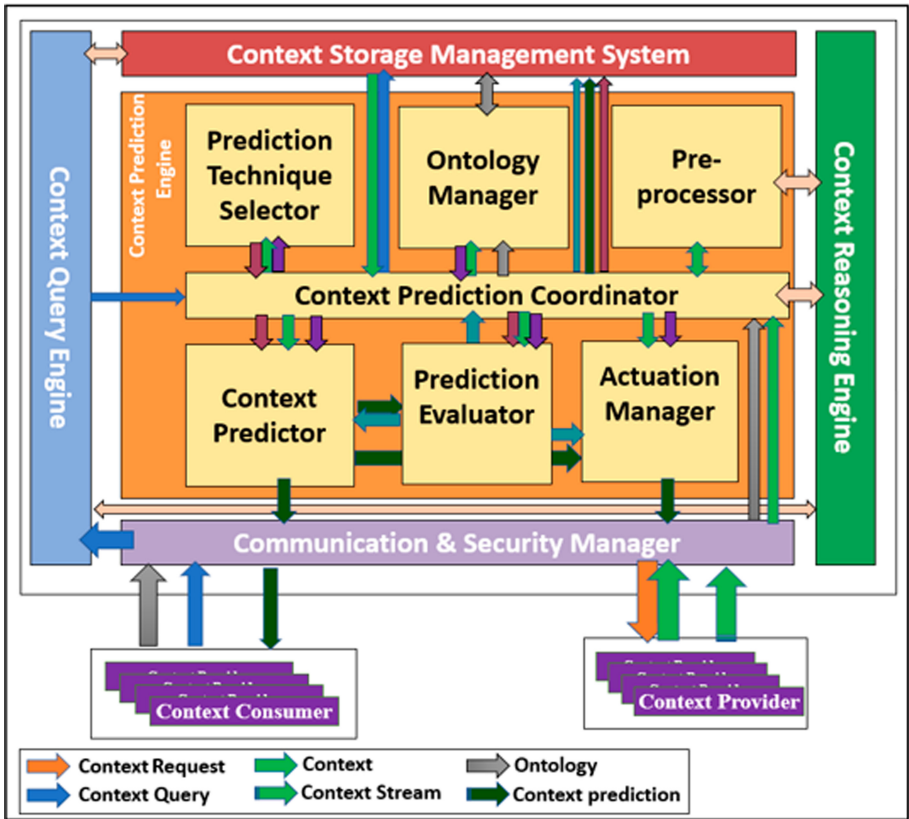 Context Storage Management System
Context Query Engine
Context Prediction
Engine
Prediction
Technique
Selector
Ontology
Manager
Pre-
processor
Context Reasoning Engine
Context Prediction Coordinator
Context
Predictor
Prediction
Evaluator
Actuation
Manager
Communication & Security Manager
Context Consumer
Context Provider
Context Request
Context
Ontology
Context Query
Context Stream
Context prediction